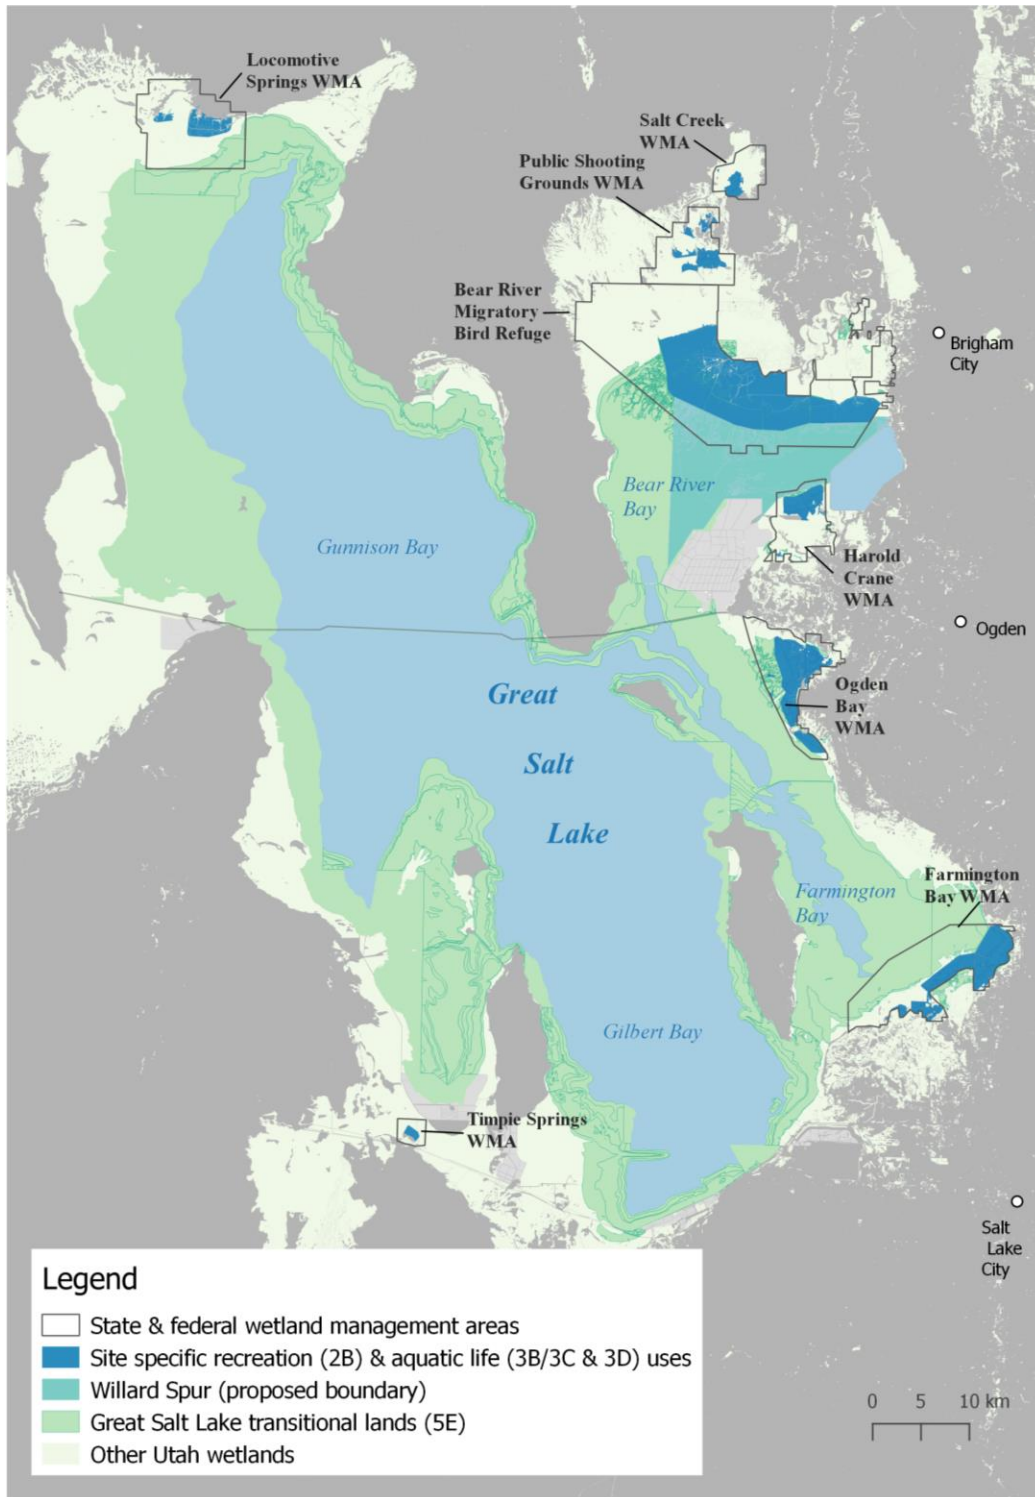 Locomotive
Springs WMA
Salt Creek
WMA
Public Shooting
Grounds WMA
Bear River
Migratory
Bird Refuge
Brigham
City
Bear River
Bay
Gunnison Bay
Harold
Crane
WMA
Ogden
Ogden
Bay
WMA
Great
Salt
Lake
Farmington
Bay WMA
Farmington
Bay
Gilbert Bay
Timpie Springs
WMA
Salt
Lake
City
Legend
State & federal wetland management areas
Site specific recreation (2B) & aquatic life (3B/3C & 3D) uses
Willard Spur (proposed boundary)
Great Salt Lake transitional lands (5E)
Other Utah wetlands
0 5 10 km